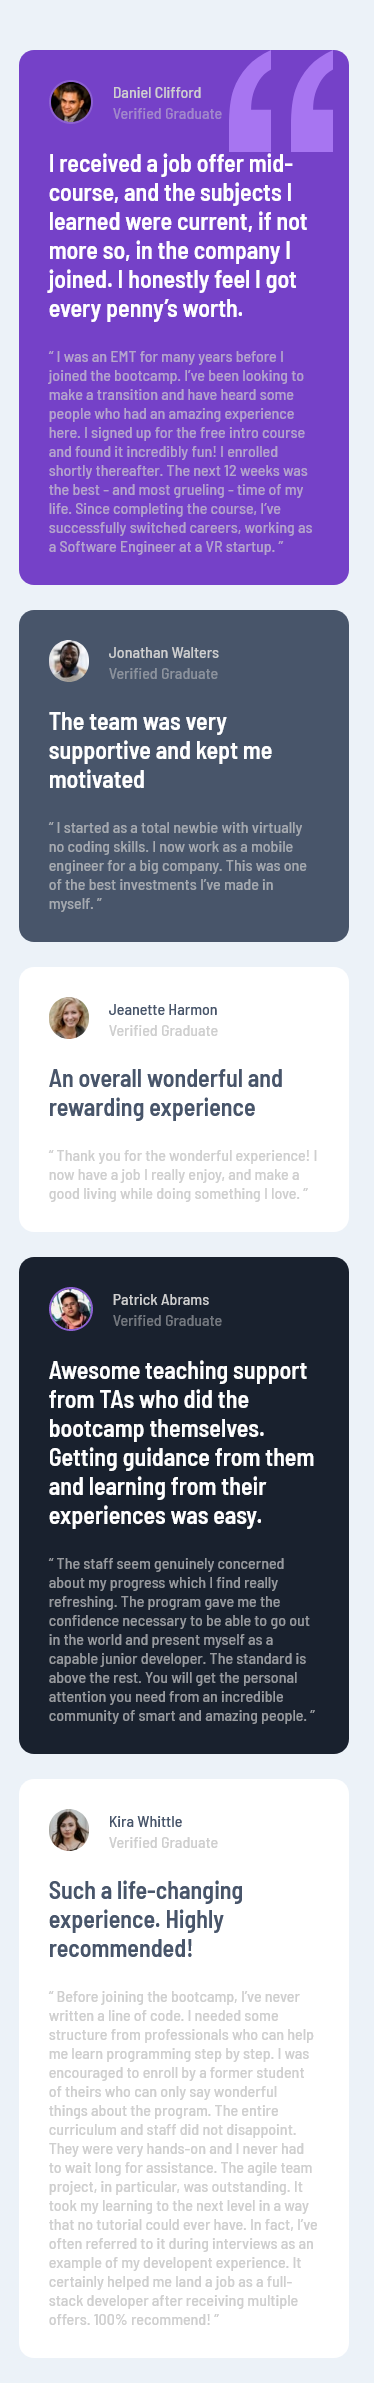 Daniel Clifford
Verified Graduate
I received a job offer mid-
course, and the subjects I
learned were current, if not
more so, in the company I
joined. I honestly feel I got
every penny’s worth.
“ I was an EMT for many years before I
joined the bootcamp. I’ve been looking to
make a transition and have heard some
people who had an amazing experience
here. I signed up for the free intro course
and found it incredibly fun! I enrolled
shortly thereafter. The next 12 weeks was
the best - and most grueling - time of my
life. Since completing the course, I’ve
successfully switched careers, working as
a Software Engineer at a VR startup. ”
Jonathan Walters
Verified Graduate
The team was very
supportive and kept me
motivated
“ I started as a total newbie with virtually
no coding skills. I now work as a mobile
engineer for a big company. This was one
of the best investments I’ve made in
myself. “
Jeanette Harmon
Verified Graduate
An overall wonderful and
rewarding experience
“ Thank you for the wonderful experience! I
now have a job I really enjoy, and make a
good living while doing something I love. ”
Patrick Abrams
Verified Graduate
Awesome teaching support
from TAs who did the
bootcamp themselves.
Getting guidance from them
and learning from their
experiences was easy.
“ The staff seem genuinely concerned
about my progress which I find really
refreshing. The program gave me the
confidence necessary to be able to go out
in the world and present myself as a
capable junior developer. The standard is
above the rest. You will get the personal
attention you need from an incredible
community of smart and amazing people. ”
Kira Whittle
Verified Graduate
Such a life-changing
experience. Highly
recommended!
“ Before joining the bootcamp, I’ve never
written a line of code. I needed some
structure from professionals who can help
me learn programming step by step. I was
encouraged to enroll by a former student
of theirs who can only say wonderful
things about the program. The entire
curriculum and staff did not disappoint.
They were very hands-on and I never had
to wait long for assistance. The agile team
project, in particular, was outstanding. It
took my learning to the next level in a way
that no tutorial could ever have. In fact, I’ve
often referred to it during interviews as an
example of my developent experience. It
certainly helped me land a job as a full-
stack developer after receiving multiple
offers. 100% recommend! “